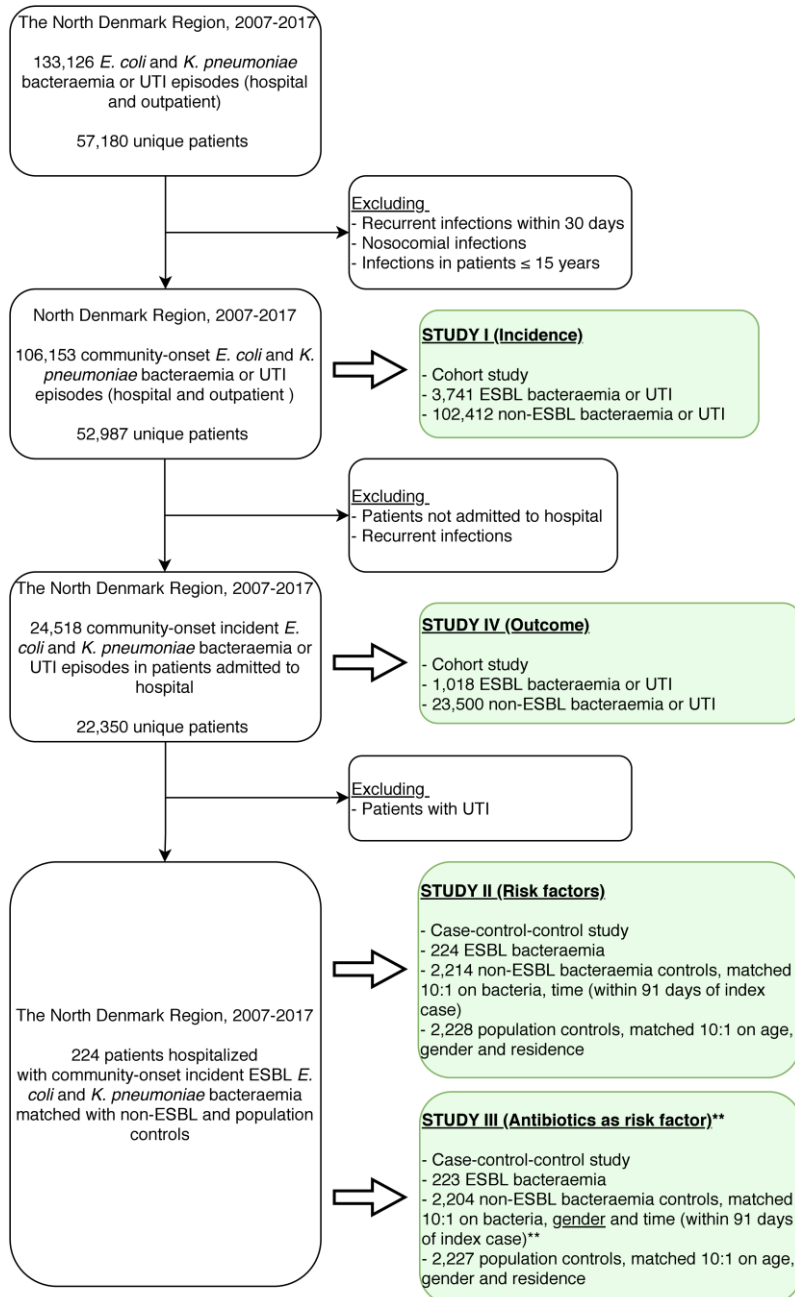 The North Denmark Region, 2007-2017
133,126 E. coli and K. pneumoniae
bacteraemia or UTI episodes (hospital
and outpatient)
57,180 unique patients
Excluding
- Recurrent infections within 30 days
- Nosocomial infections
- Infections in patients ≤ 15 years
North Denmark Region, 2007-2017
106,153 community-onset E. coli and K.
pneumoniae bacteraemia or UTI
episodes (hospital and outpatient )
52,987 unique patients
STUDY I (Incidence)
- Cohort study
- 3,741 ESBL bacteraemia or UTI
- 102,412 non-ESBL bacteraemia or UTI
Excluding
- Patients not admitted to hospital
- Recurrent infections
The North Denmark Region, 2007-2017
24,518 community-onset incident E.
coli and K. pneumoniae bacteraemia or
UTI episodes in patients admitted to
hospital
22,350 unique patients
STUDY IV (Outcome)
- Cohort study
- 1,018 ESBL bacteraemia or UTI
- 23,500 non-ESBL bacteraemia or UTI
Excluding
- Patients with UTI
The North Denmark Region, 2007-2017
224 patients hospitalized
with community-onset incident ESBL E.
coli and K. pneumoniae bacteraemia
matched with non-ESBL and population
controls
STUDY II (Risk factors)
- Case-control-control study
- 224 ESBL bacteraemia
- 2,214 non-ESBL bacteraemia controls, matched
10:1 on bacteria, time (within 91 days of index
case)
- 2,228 population controls, matched 10:1 on age,
gender and residence
STUDY III (Antibiotics as risk factor)**
- Case-control-control study
- 223 ESBL bacteraemia
- 2,204 non-ESBL bacteraemia controls, matched
10:1 on bacteria, gender and time (within 91 days
of index case)**
- 2,227 population controls, matched 10:1 on age,
gender and residence